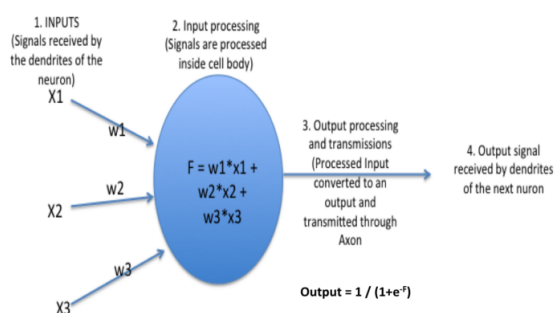 1. INPUTS
(Signals received by
the dendrites of the
neuron)
X1
w1
w2
X2
w3
X3
2. Input processing
(Signals are processed
inside cell body)
F = w1*x1 +
w2*x2 +
w3*x3
3. Output processing
and transmissions
(Processed Input
converted to an
output and
transmitted through
Axon
Output = 1 / (1+e-F)
4. Output signal
received by dendrites
of the next nuron